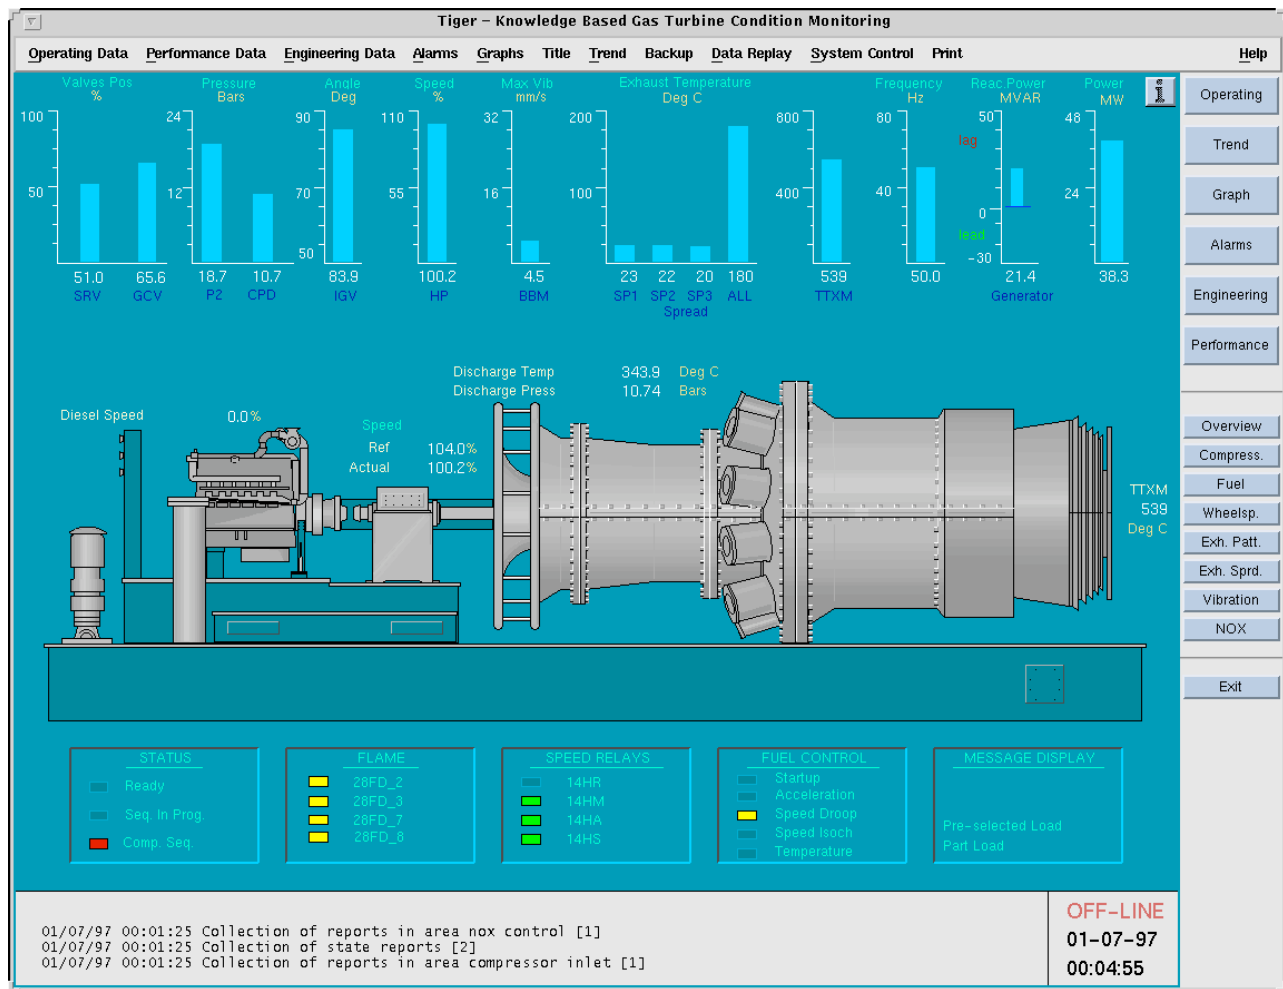 Tiger – Knowledge Based Gas Turbine Condition Monitoring
Operating Data Performance Data Engineering Data Alarms Graphs Title Trend Backup Data Replay System Control Print Help
Valves Pos Pressure Angle Speed Max Vib Exhaust Temperature Frequency Reac.Power Power
% Bars Deg % mm/s Deg C Hz MVAR MW
100 24 90 110 32 200 800 80 50 48
lag
50 12 70 55 16 100 400 40 0 24
lead
50 -30
51.0 65.6 18.7 10.7 83.9 100.2 4.5 23 22 20 180 539 50.0 21.4 38.3
SRV GCV P2 CPD IGV HP BBM SP1 SP2 SP3 ALL TTXM Generator
Spread
Operating
Trend
Graph
Alarms
Engineering
Performance
Overview
Compress.
Fuel
Wheelsp.
Exh. Patt.
Exh. Sprd.
Vibration
NOX
Exit
Discharge Temp 343.9 Deg C
Discharge Press 10.74 Bars
Diesel Speed 0.0%
Speed
Ref 104.0%
Actual 100.2%
TTXM
539
Deg C
STATUS
Ready
Seq. In Prog.
Comp. Seq.
FLAME
28FD_2
28FD_3
28FD_7
28FD_8
SPEED RELAYS
14HR
14HM
14HA
14HS
FUEL CONTROL
Startup
Acceleration
Speed Droop
Speed Isoch
Temperature
MESSAGE DISPLAY
Pre-selected Load
Part Load
01/07/97 00:01:25 Collection of reports in area nox control [1]
01/07/97 00:01:25 Collection of state reports [2]
01/07/97 00:01:25 Collection of reports in area compressor inlet [1]
OFF-LINE
01-07-97
00:04:55